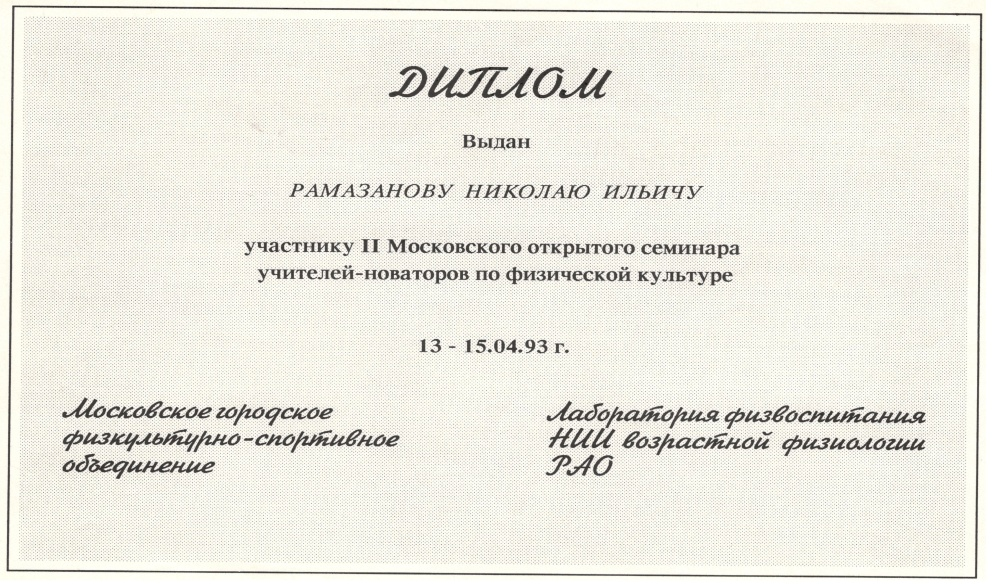 ДИПЛОМ
Выдан
РАМАЗАНОВУ НИКОЛАЮ ИЛЬИЧУ
участнику II Московского открытого семинара
учителей-новаторов по физической культуре
13 - 15.04.93 г.
Московское городское
физкультурно-спортивное
объединение
Лаборатория физвоспитания
НИИ возрастной физиологии
РАО